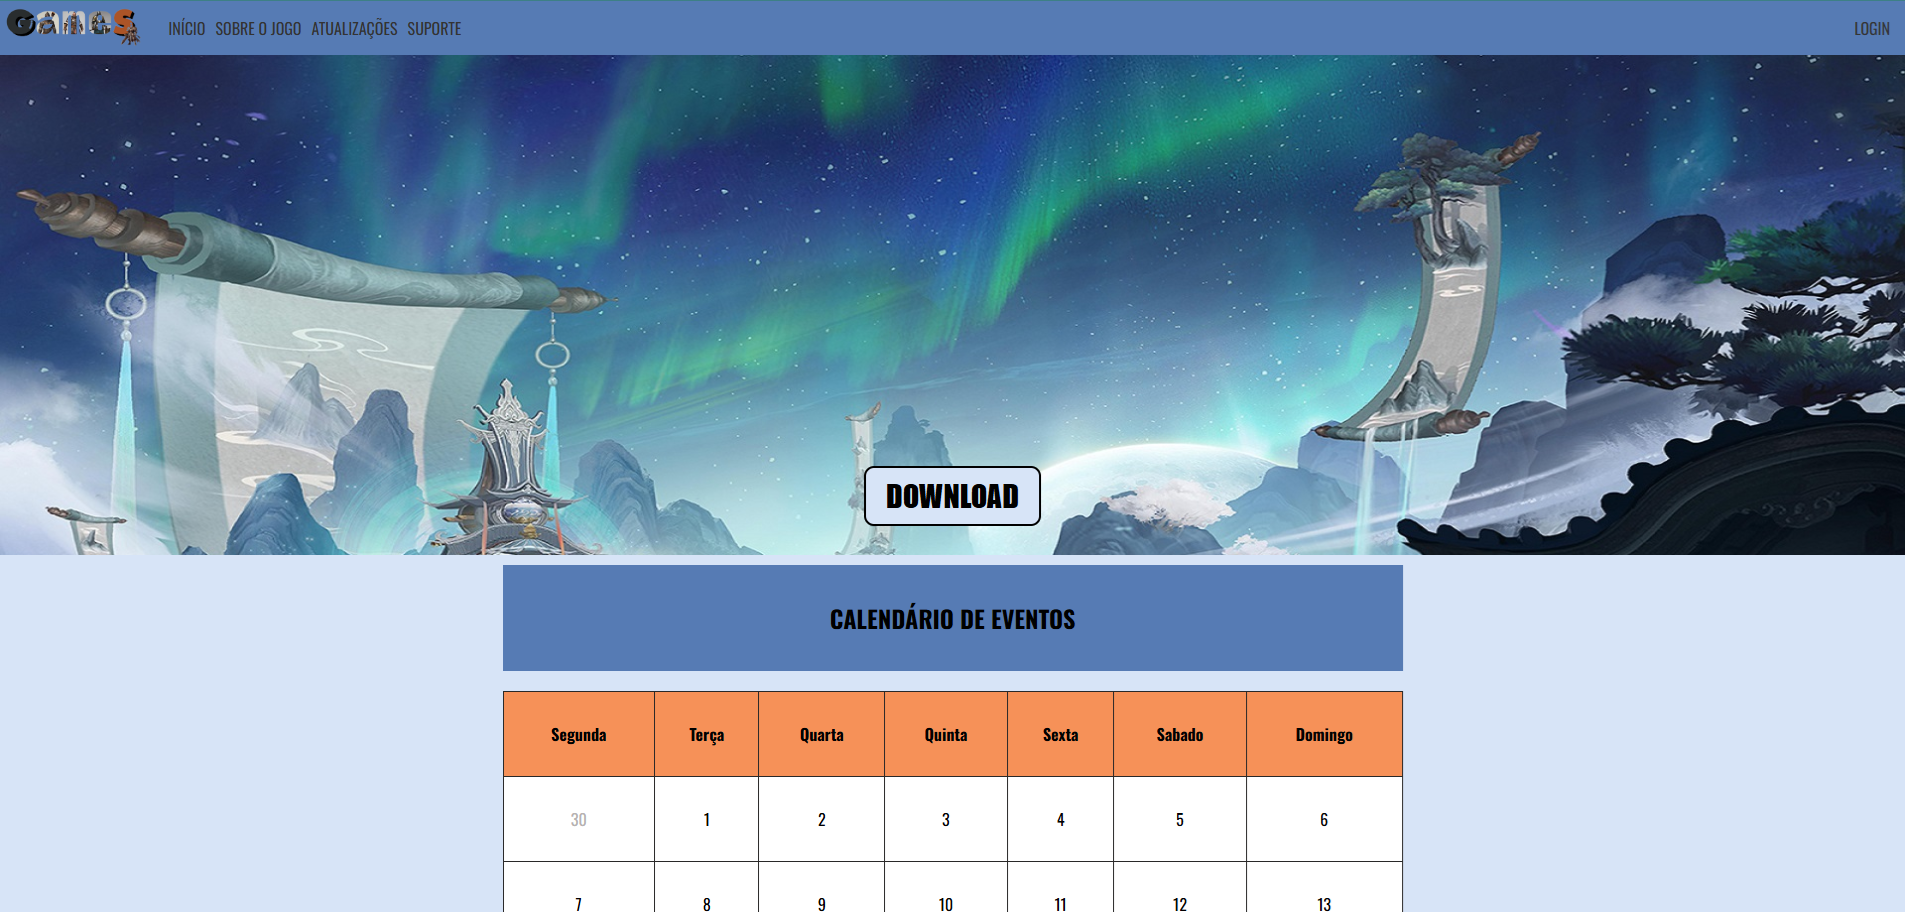 Games
INÍCIO SOBRE O JOGO ATUALIZAÇÕES SUPORTE LOGIN
DOWNLOAD
CALENDÁRIO DE EVENTOS
Segunda Terça Quarta Quinta Sexta Sabado Domingo
30 1 2 3 4 5 6
7 8 9 10 11 12 13